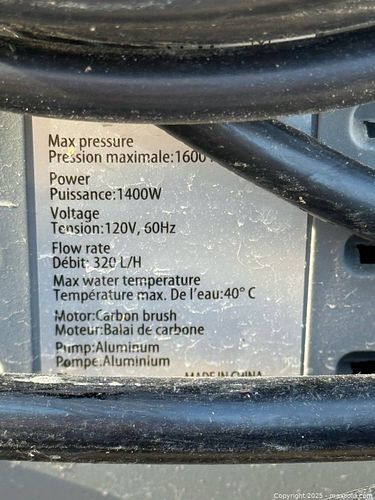 Max pressure
Pression maximale:1600
Power
Puissance:1400W
Voltage
Tension:120V, 60Hz
Flow rate
Débit: 320 L/H
Max water temperature
Température max. De l'eau:40° C
Motor:Carbon brush
Moteur:Balai de carbone
Pump:Aluminum
Pompe:Aluminium
MADE IN CHINA
Copyright © 2025 - maxsold.com